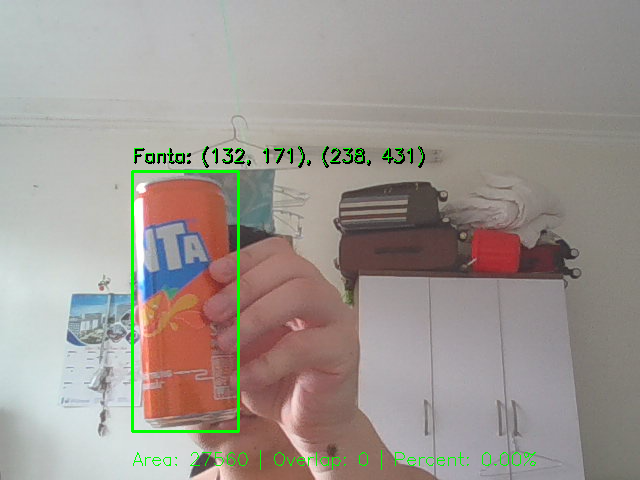 Fanta: (132, 171), (238, 431)
NTA
Area: 27560 | Overlap: 0 | Percent: 0.00%